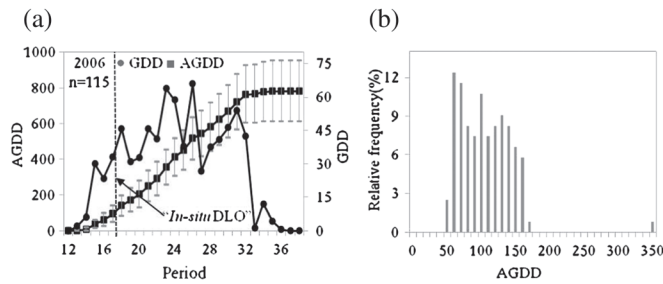 (a)
(b)
2006 ● GDD ■ AGDD
n=115
1000
800
600
400
200
0
AGDD
75
60
45
30
15
0
GDD
"In-situ DLO"
12 16 20 24 28 32 36
Period
12
9
6
3
0
Relative frequency(%)
0 50 100 150 200 250 300 350
AGDD